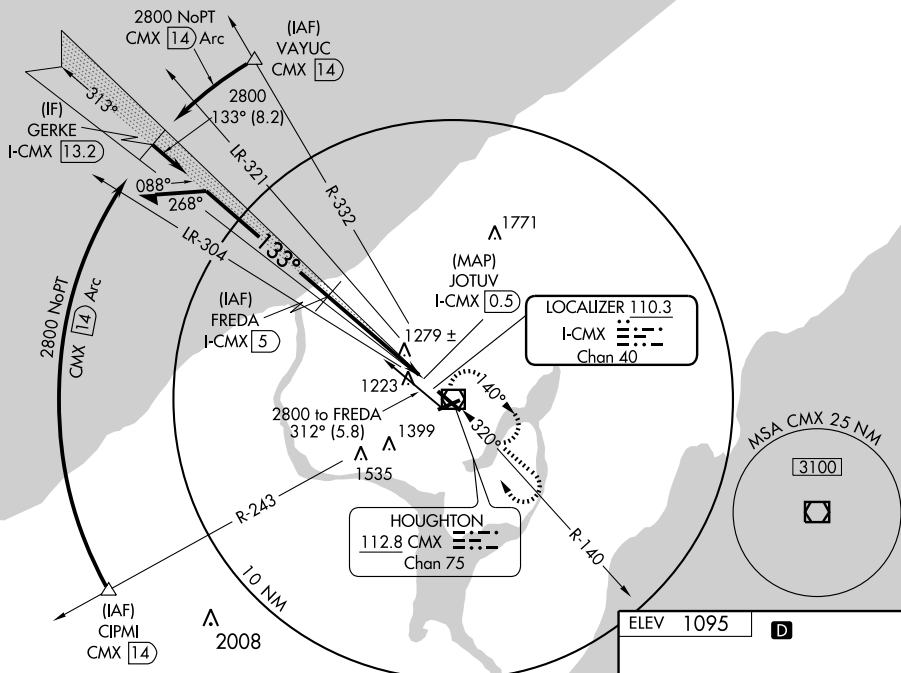 2800 NoPT
CMX 14 Arc
(IAF)
VAYUC
CMX 14
313°
(IF)
GERKE
I-CMX 13.2
2800
133° (8.2)
LR-321
R-332
088°
268°
LR-304
133°
2800 NoPT
CMX 14 Arc
1771
(MAP)
JOTUV
I-CMX 0.5
(IAF)
FREDA
I-CMX 5
LOCALIZER 110.3
I-CMX
Chan 40
1279 ±
1223
2800 to FREDA
312° (5.8)
140°
320°
1399
1535
MSA CMX 25 NM
3100
R-243
HOUGHTON
112.8 CMX
Chan 75
R-140
10 NM
(IAF)
CIPMI
CMX 14
2008
ELEV 1095
D